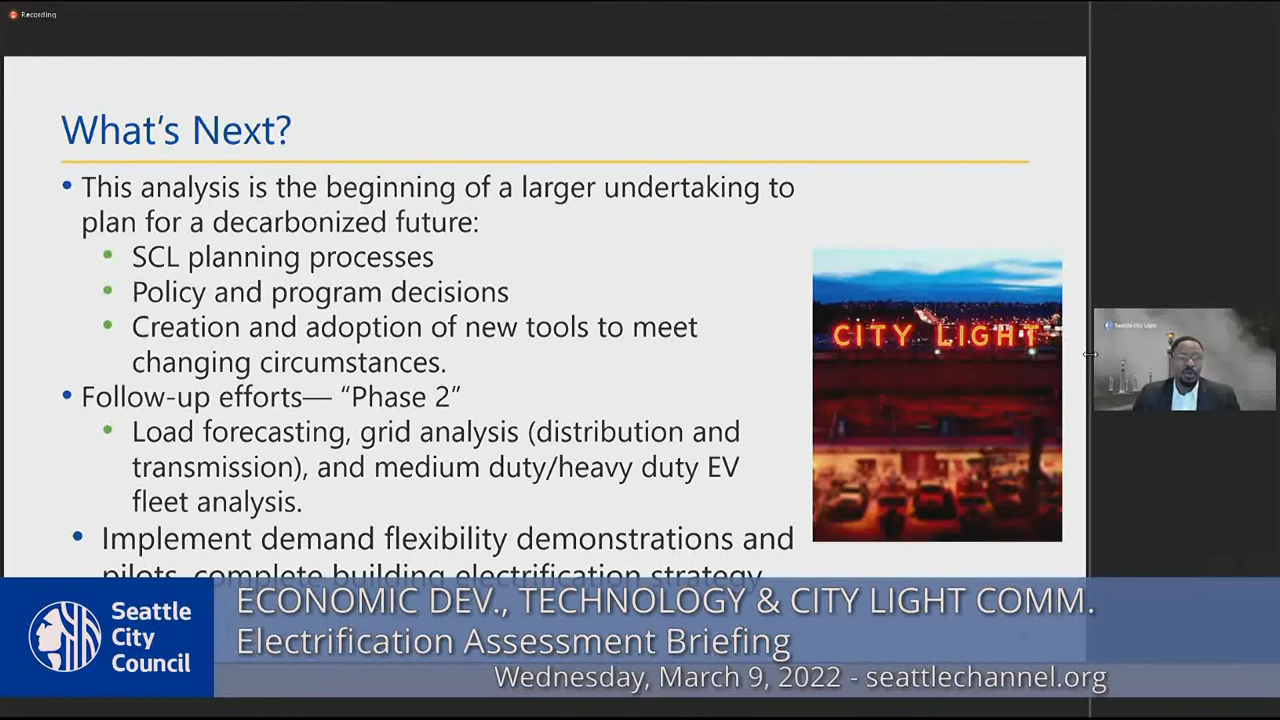 Recording
What's Next?
• This analysis is the beginning of a larger undertaking to
plan for a decarbonized future:
• SCL planning processes
• Policy and program decisions
• Creation and adoption of new tools to meet
changing circumstances.
• Follow-up efforts— “Phase 2”
• Load forecasting, grid analysis (distribution and
transmission), and medium duty/heavy duty EV
fleet analysis.
• Implement demand flexibility demonstrations and
pilots, complete building electrification strategy
CITY LIGHT
Seattle City Light
Seattle
City
Council
ECONOMIC DEV., TECHNOLOGY & CITY LIGHT COMM.
Electrification Assessment Briefing
Wednesday, March 9, 2022 - seattlechannel.org